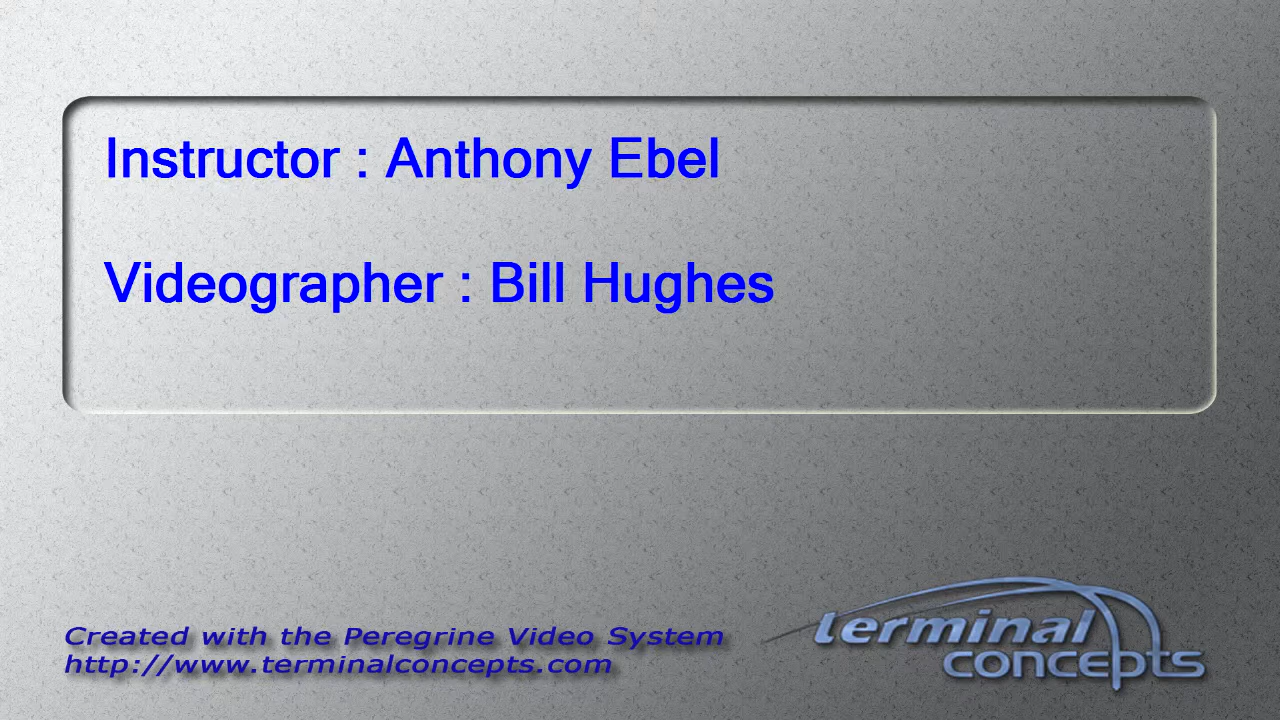 Instructor : Anthony Ebel
Videographer : Bill Hughes
Created with the Peregrine Video System
http://www.terminalconcepts.com
terminal
concepts